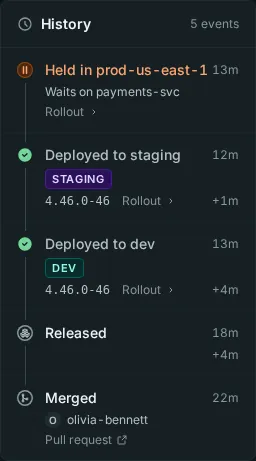 History 5 events
Held in prod-us-east-1 13m
Waits on payments-svc
Rollout ›
Deployed to staging 12m
STAGING
4.46.0-46 Rollout › +1m
Deployed to dev 13m
DEV
4.46.0-46 Rollout › +4m
Released 18m
+4m
Merged 22m
O olivia-bennett
Pull request